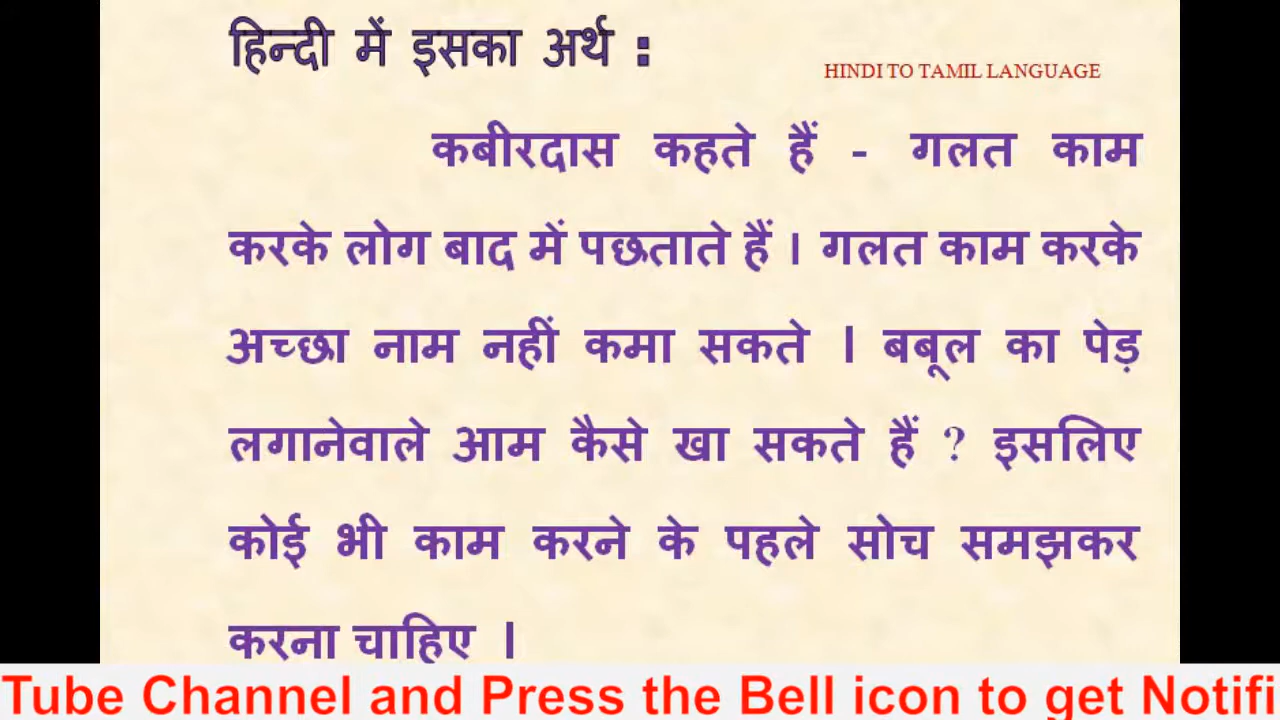 हिन्दी में इसका अर्थ :
HINDI TO TAMIL LANGUAGE
कबीरदास कहते हैं - गलत काम
करके लोग बाद में पछताते हैं । गलत काम करके
अच्छा नाम नहीं कमा सकते । बबूल का पेड़
लगानेवाले आम कैसे खा सकते हैं ? इसलिए
कोई भी काम करने के पहले सोच समझकर
करना चाहिए ।
Tube Channel and Press the Bell icon to get Notifi